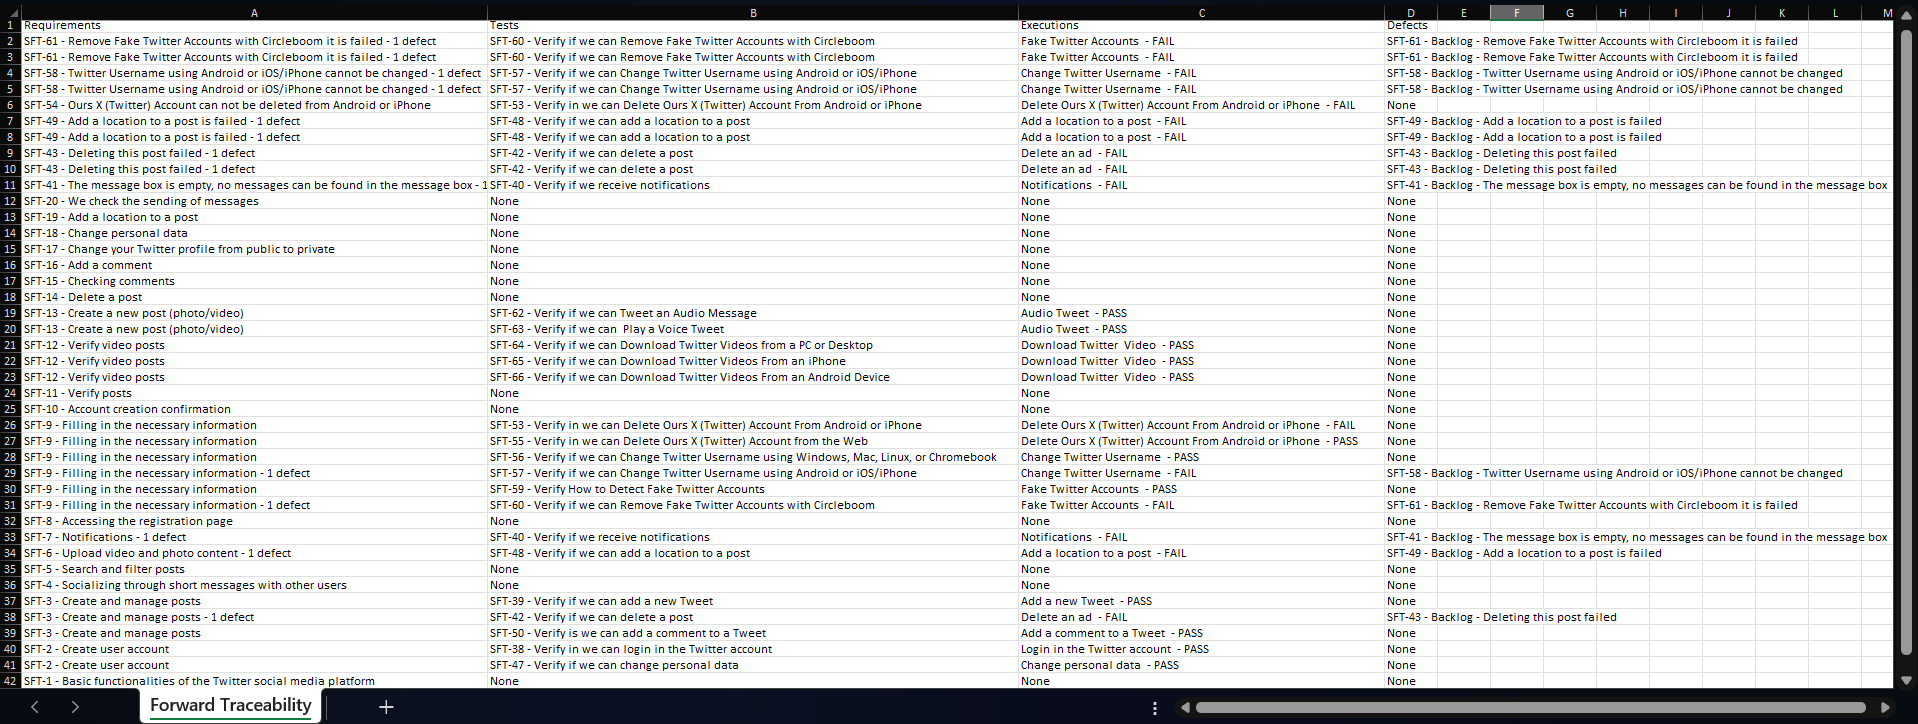 A B C D E F G H I J K L M
1 Requirements Tests Executions Defects
2 SFT-61 - Remove Fake Twitter Accounts with Circleboom it is failed - 1 defect SFT-60 - Verify if we can Remove Fake Twitter Accounts with Circleboom Fake Twitter Accounts - FAIL SFT-61 - Backlog - Remove Fake Twitter Accounts with Circleboom it is failed
3 SFT-61 - Remove Fake Twitter Accounts with Circleboom it is failed - 1 defect SFT-60 - Verify if we can Remove Fake Twitter Accounts with Circleboom Fake Twitter Accounts - FAIL SFT-61 - Backlog - Remove Fake Twitter Accounts with Circleboom it is failed
4 SFT-58 - Twitter Username using Android or iOS/iPhone cannot be changed - 1 defect SFT-57 - Verify if we can Change Twitter Username using Android or iOS/iPhone Change Twitter Username - FAIL SFT-58 - Backlog - Twitter Username using Android or iOS/iPhone cannot be changed
5 SFT-58 - Twitter Username using Android or iOS/iPhone cannot be changed - 1 defect SFT-57 - Verify if we can Change Twitter Username using Android or iOS/iPhone Change Twitter Username - FAIL SFT-58 - Backlog - Twitter Username using Android or iOS/iPhone cannot be changed
6 SFT-54 - Ours X (Twitter) Account can not be deleted from Android or iPhone SFT-53 - Verify in we can Delete Ours X (Twitter) Account From Android or iPhone Delete Ours X (Twitter) Account From Android or iPhone - FAIL None
7 SFT-49 - Add a location to a post is failed - 1 defect SFT-48 - Verify if we can add a location to a post Add a location to a post - FAIL SFT-49 - Backlog - Add a location to a post is failed
8 SFT-49 - Add a location to a post is failed - 1 defect SFT-48 - Verify if we can add a location to a post Add a location to a post - FAIL SFT-49 - Backlog - Add a location to a post is failed
9 SFT-43 - Deleting this post failed - 1 defect SFT-42 - Verify if we can delete a post Delete an ad - FAIL SFT-43 - Backlog - Deleting this post failed
10 SFT-43 - Deleting this post failed - 1 defect SFT-42 - Verify if we can delete a post Delete an ad - FAIL SFT-43 - Backlog - Deleting this post failed
11 SFT-41 - The message box is empty, no messages can be found in the message box - 1 SFT-40 - Verify if we receive notifications Notifications - FAIL SFT-41 - Backlog - The message box is empty, no messages can be found in the message box
12 SFT-20 - We check the sending of messages None None None
13 SFT-19 - Add a location to a post None None None
14 SFT-18 - Change personal data None None None
15 SFT-17 - Change your Twitter profile from public to private None None None
16 SFT-16 - Add a comment None None None
17 SFT-15 - Checking comments None None None
18 SFT-14 - Delete a post None None None
19 SFT-13 - Create a new post (photo/video) SFT-62 - Verify if we can Tweet an Audio Message Audio Tweet - PASS None
20 SFT-13 - Create a new post (photo/video) SFT-63 - Verify if we can Play a Voice Tweet Audio Tweet - PASS None
21 SFT-12 - Verify video posts SFT-64 - Verify if we can Download Twitter Videos from a PC or Desktop Download Twitter Video - PASS None
22 SFT-12 - Verify video posts SFT-65 - Verify if we can Download Twitter Videos From an iPhone Download Twitter Video - PASS None
23 SFT-12 - Verify video posts SFT-66 - Verify if we can Download Twitter Videos From an Android Device Download Twitter Video - PASS None
24 SFT-11 - Verify posts None None None
25 SFT-10 - Account creation confirmation None None None
26 SFT-9 - Filling in the necessary information SFT-53 - Verify in we can Delete Ours X (Twitter) Account From Android or iPhone Delete Ours X (Twitter) Account From Android or iPhone - FAIL None
27 SFT-9 - Filling in the necessary information SFT-55 - Verify in we can Delete Ours X (Twitter) Account from the Web Delete Ours X (Twitter) Account From Android or iPhone - PASS None
28 SFT-9 - Filling in the necessary information SFT-56 - Verify if we can Change Twitter Username using Windows, Mac, Linux, or Chromebook Change Twitter Username - PASS None
29 SFT-9 - Filling in the necessary information - 1 defect SFT-57 - Verify if we can Change Twitter Username using Android or iOS/iPhone Change Twitter Username - FAIL SFT-58 - Backlog - Twitter Username using Android or iOS/iPhone cannot be changed
30 SFT-9 - Filling in the necessary information SFT-59 - Verify How to Detect Fake Twitter Accounts Fake Twitter Accounts - PASS None
31 SFT-9 - Filling in the necessary information - 1 defect SFT-60 - Verify if we can Remove Fake Twitter Accounts with Circleboom Fake Twitter Accounts - FAIL SFT-61 - Backlog - Remove Fake Twitter Accounts with Circleboom it is failed
32 SFT-8 - Accessing the registration page None None None
33 SFT-7 - Notifications - 1 defect SFT-40 - Verify if we receive notifications Notifications - FAIL SFT-41 - Backlog - The message box is empty, no messages can be found in the message box
34 SFT-6 - Upload video and photo content - 1 defect SFT-48 - Verify if we can add a location to a post Add a location to a post - FAIL SFT-49 - Backlog - Add a location to a post is failed
35 SFT-5 - Search and filter posts None None None
36 SFT-4 - Socializing through short messages with other users None None None
37 SFT-3 - Create and manage posts SFT-39 - Verify if we can add a new Tweet Add a new Tweet - PASS None
38 SFT-3 - Create and manage posts - 1 defect SFT-42 - Verify if we can delete a post Delete an ad - FAIL SFT-43 - Backlog - Deleting this post failed
39 SFT-3 - Create and manage posts SFT-50 - Verify is we can add a comment to a Tweet Add a comment to a Tweet - PASS None
40 SFT-2 - Create user account SFT-38 - Verify in we can login in the Twitter account Login in the Twitter account - PASS None
41 SFT-2 - Create user account SFT-47 - Verify if we can change personal data Change personal data - PASS None
42 SFT-1 - Basic functionalities of the Twitter social media platform None None None
Forward Traceability